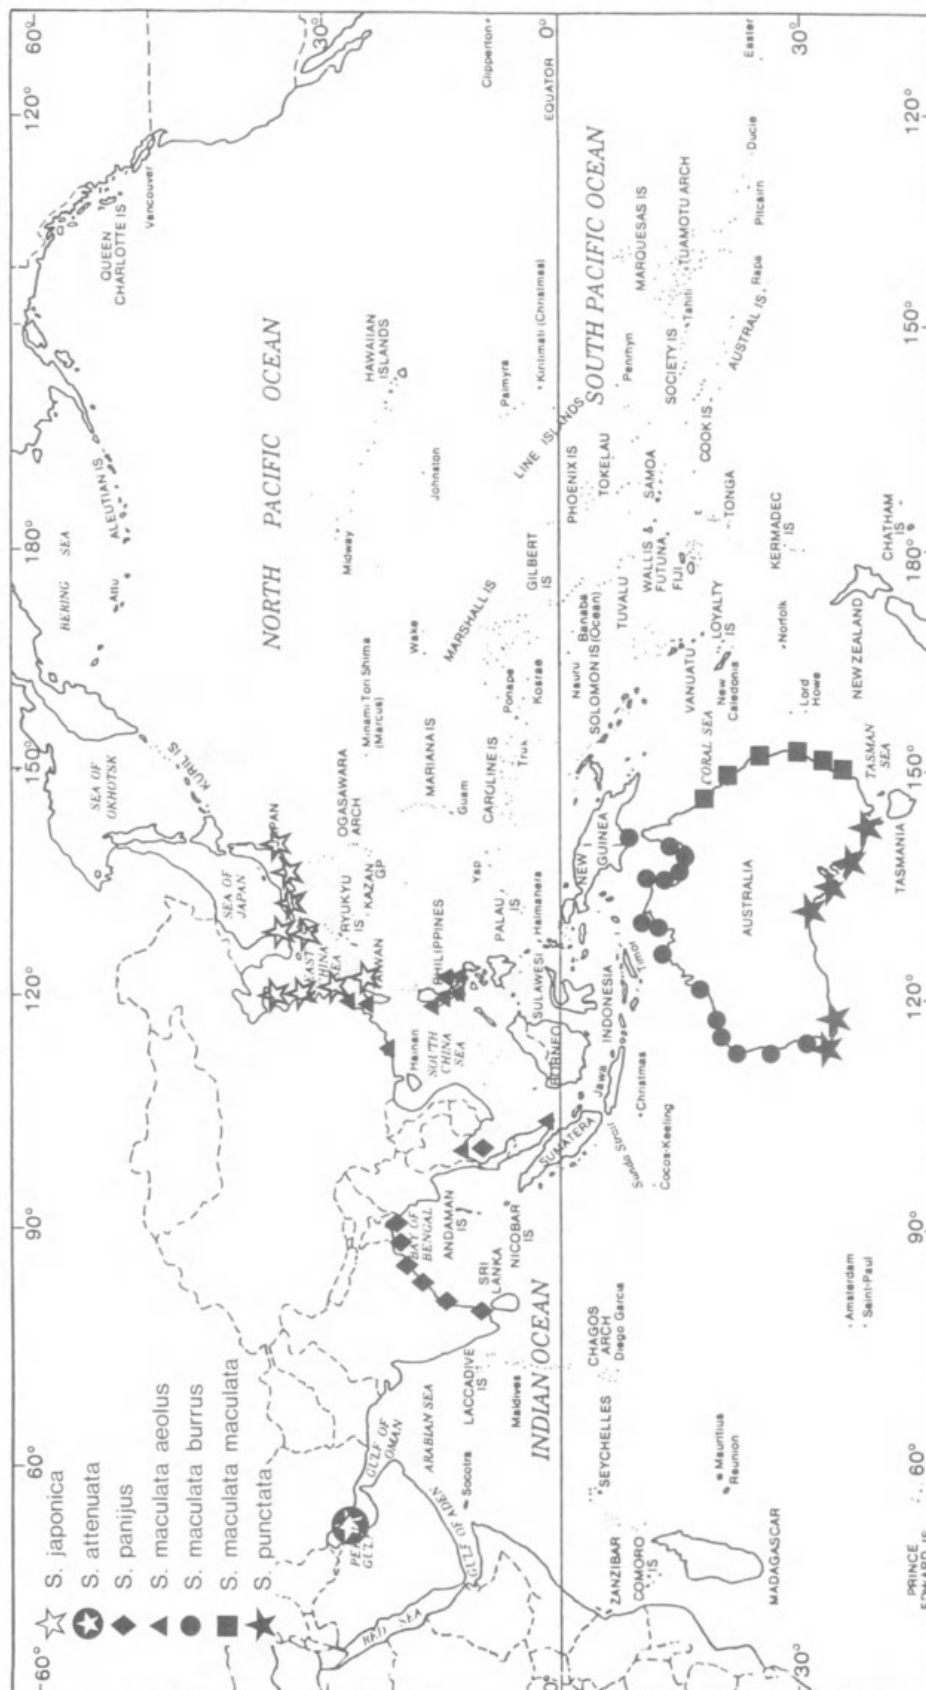 S. japonica
S. attenuata
S. panijus
S. maculata aeolus
S. maculata burrus
S. maculata maculata
S. punctata
60°
90°
120°
150°
180°
150°
120°
60°
60°
30°
30°
0°
0°
30°
30°
BERING SEA
SEA OF
OKHOTSK
KURIL IS
Attu
ALEUTIAN IS
QUEEN
CHARLOTTE IS
Vancouver
NORTH PACIFIC OCEAN
SEA OF
JAPAN
PAN
EAST
CHINA
SEA
RYUKYU
IS
OGASAWARA
ARCH
KAZAN
GP
Minami Tori Shima
(Marcus)
Midway
HAWAIIAN
ISLANDS
TAIWAN
Hainan
SOUTH
CHINA
SEA
PHILIPPINES
MARIANA IS
Guam
Wake
Johnston
MARSHALL IS
Yap
CAROLINE IS
PALAU
IS
Truk
Ponape
Kosrae
Palmyra
Clipperton
Kiritimati (Christmas)
LINE ISLANDS
GILBERT
IS
EQUATOR
RED SEA
PE
GULF
GULF OF
OMAN
GULF OF ADEN
ARABIAN SEA
Socotra
LACCADIVE
IS
Maldives
BAY OF
BENGAL
ANDAMAN
IS
SRI
LANKA
NICOBAR
IS
INDIAN OCEAN
SUMATERA
BORNEO
SULAWESI
Halmahera
Jawa
INDONESIA
Timor
Sunda Strait
Christmas
Cocos-Keeling
NEW
GUINEA
Nauru
Banaba
(Ocean)
SOLOMON IS
PHOENIX IS
TUVALU
TOKELAU
SOUTH PACIFIC OCEAN
Penrhyn
MARQUESAS IS
WALLIS &
FUTUNA
SAMOA
FIJI
SOCIETY IS
Tahiti
TUAMOTU ARCH
COOK IS
TONGA
AUSTRAL IS
Rapa
Pitcairn
Ducie
Easter
VANUATU
New
Caledonia
LOYALTY
IS
CORAL SEA
AUSTRALIA
Norfolk
KERMADEC
IS
Lord
Howe
NEW ZEALAND
CHATHAM
IS
TASMAN
SEA
TASMANIA
CHAGOS
ARCH
Diego Garcia
SEYCHELLES
ZANZIBAR
COMORO
IS
Mauritius
Reunion
MADAGASCAR
Amsterdam
Saint-Paul
PRINCE